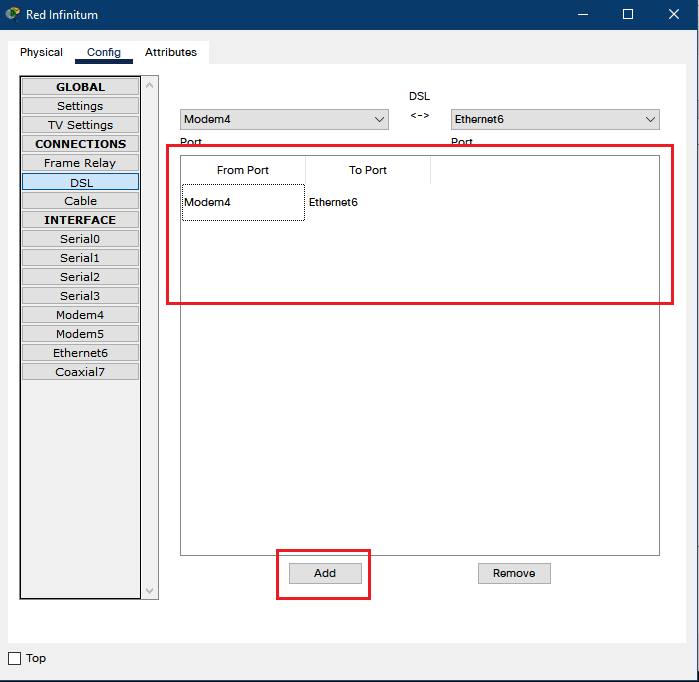 Red Infinitum
Physical Config Attributes
GLOBAL
Settings
TV Settings
CONNECTIONS
Frame Relay
DSL
Cable
INTERFACE
Serial0
Serial1
Serial2
Serial3
Modem4
Modem5
Ethernet6
Coaxial7
DSL
Modem4 <-> Ethernet6
Port Port
From Port To Port
Modem4 Ethernet6
Add Remove
Top